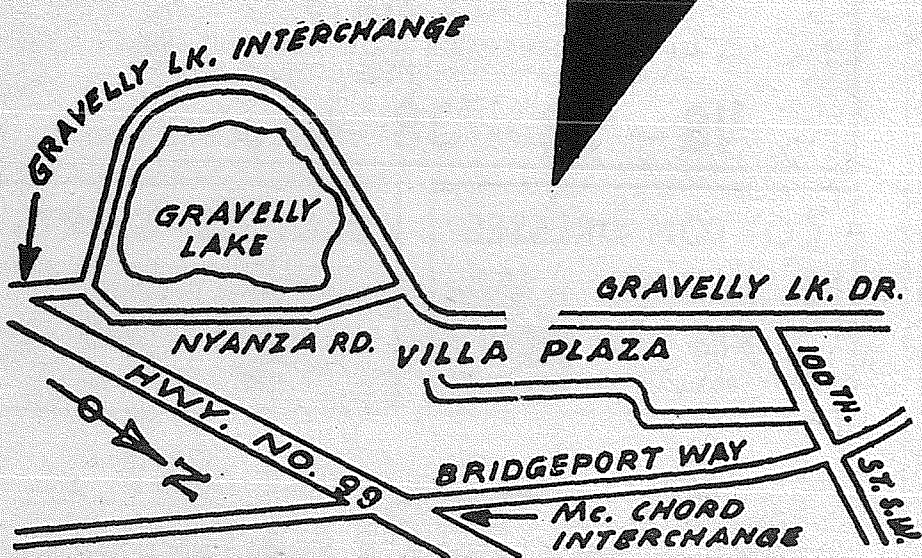 GRAVELLY LK. INTERCHANGE
GRAVELLY
LAKE
GRAVELLY LK. DR.
NYANZA RD.
VILLA PLAZA
100TH.
ST. S.W.
HWY. NO. 99
N
BRIDGEPORT WAY
Mc. CHORD
INTERCHANGE